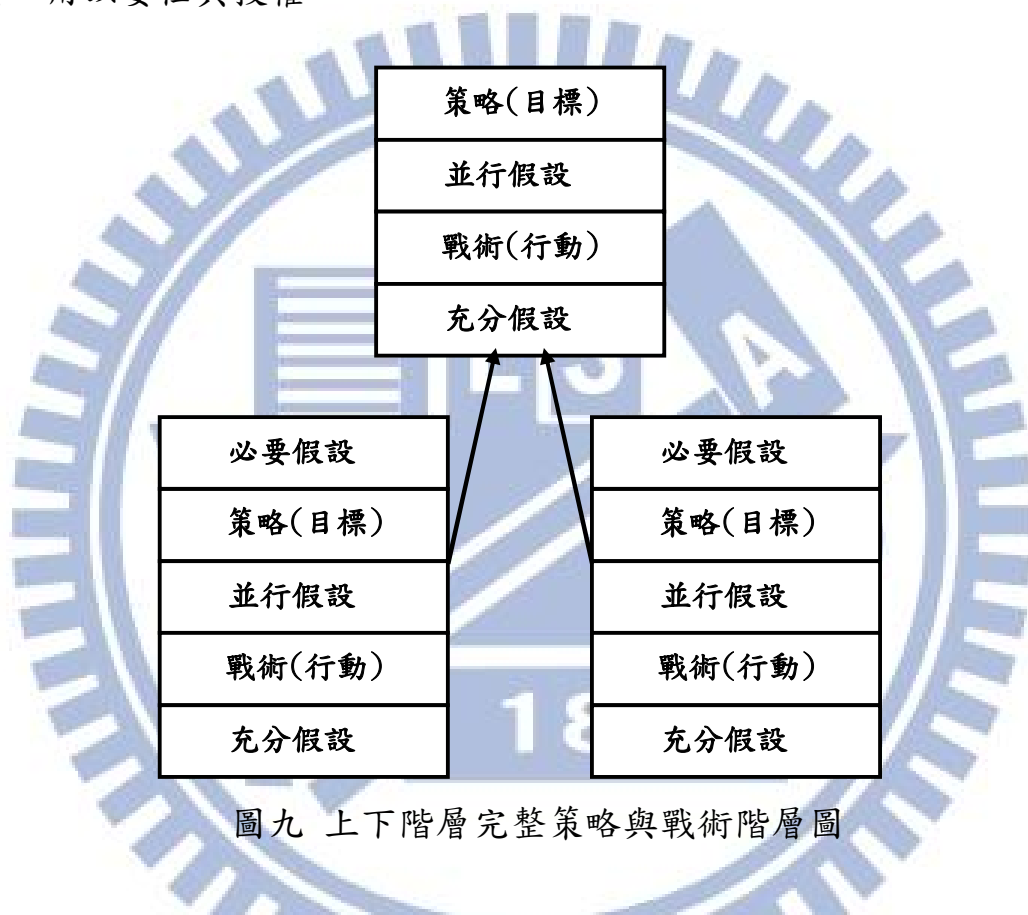 策略(目標)
並行假設
戰術(行動)
充分假設
必要假設
策略(目標)
並行假設
戰術(行動)
充分假設
必要假設
策略(目標)
並行假設
戰術(行動)
充分假設
圖九 上下階層完整策略與戰術階層圖